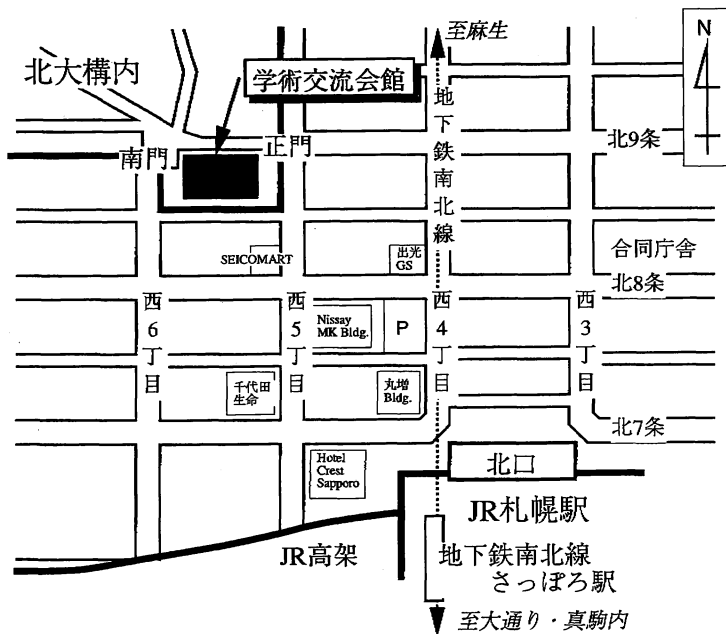 至麻生
N
北大構内
学術交流会館
地下鉄南北線
南門
正門
北9条
SEICOMART
出光
GS
合同庁舎
北8条
西6丁目
西5丁目
Nissay
MK Bldg.
P
西4丁目
西3丁目
千代田
生命
丸増
Bldg.
北7条
Hotel
Crest
Sapporo
北口
JR札幌駅
JR高架
地下鉄南北線
さっぽろ駅
至大通り・真駒内